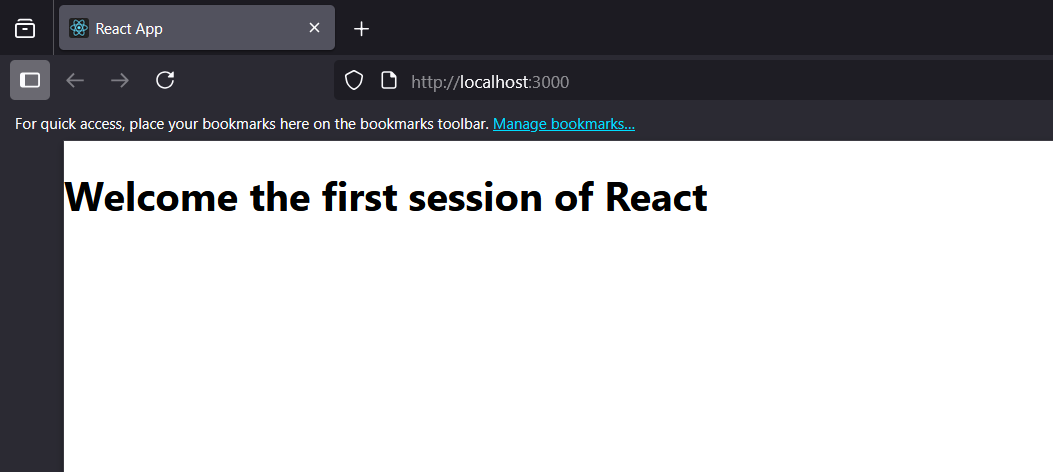 React App
http://localhost:3000
For quick access, place your bookmarks here on the bookmarks toolbar. Manage bookmarks...
Welcome the first session of React